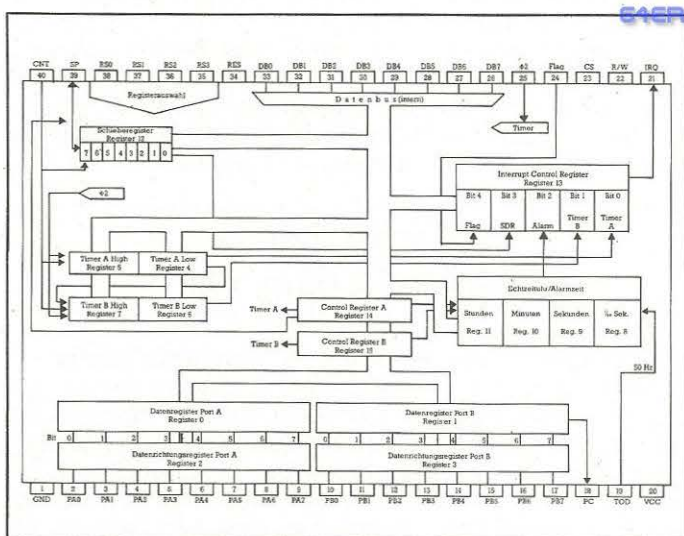 64ER
CNT SP RS0 RS1 RS2 RS3 RES DB0 DB1 DB2 DB3 DB4 DB5 DB6 DB7 Φ2 Flag CS R/W IRQ
40 39 38 37 36 35 34 33 32 31 30 29 28 27 26 25 24 23 22 21
Registerauswahl
Datenbus (intern)
Timer
Schieberegister
Register 12
7 6 5 4 3 2 1 0
Φ2
Interrupt Control Register
Register 13
Bit 4 Bit 3 Bit 2 Bit 1 Bit 0
Flag SDR Alarm Timer B Timer A
Timer A High Timer A Low
Register 5 Register 4
Timer B High Timer B Low
Register 7 Register 6
Echtzeituhr/Alarmzeit
Stunden Minuten Sekunden 1/10 Sek.
Reg. 11 Reg. 10 Reg. 9 Reg. 8
Timer A
Control Register A
Register 14
Timer B
Control Register B
Register 15
50 Hz
Datenregister Port A
Register 0
Datenregister Port B
Register 1
Bit 0 1 2 3 4 5 6 7 0 1 2 3 4 5 6 7
Datenrichtungsregister Port A
Register 2
Datenrichtungsregister Port B
Register 3
1 2 3 4 5 6 7 8 9 10 11 12 13 14 15 16 17 18 19 20
GND PA0 PA1 PA2 PA3 PA4 PA5 PA6 PA7 PB0 PB1 PB2 PB3 PB4 PB5 PB6 PB7 PC TOD VCC